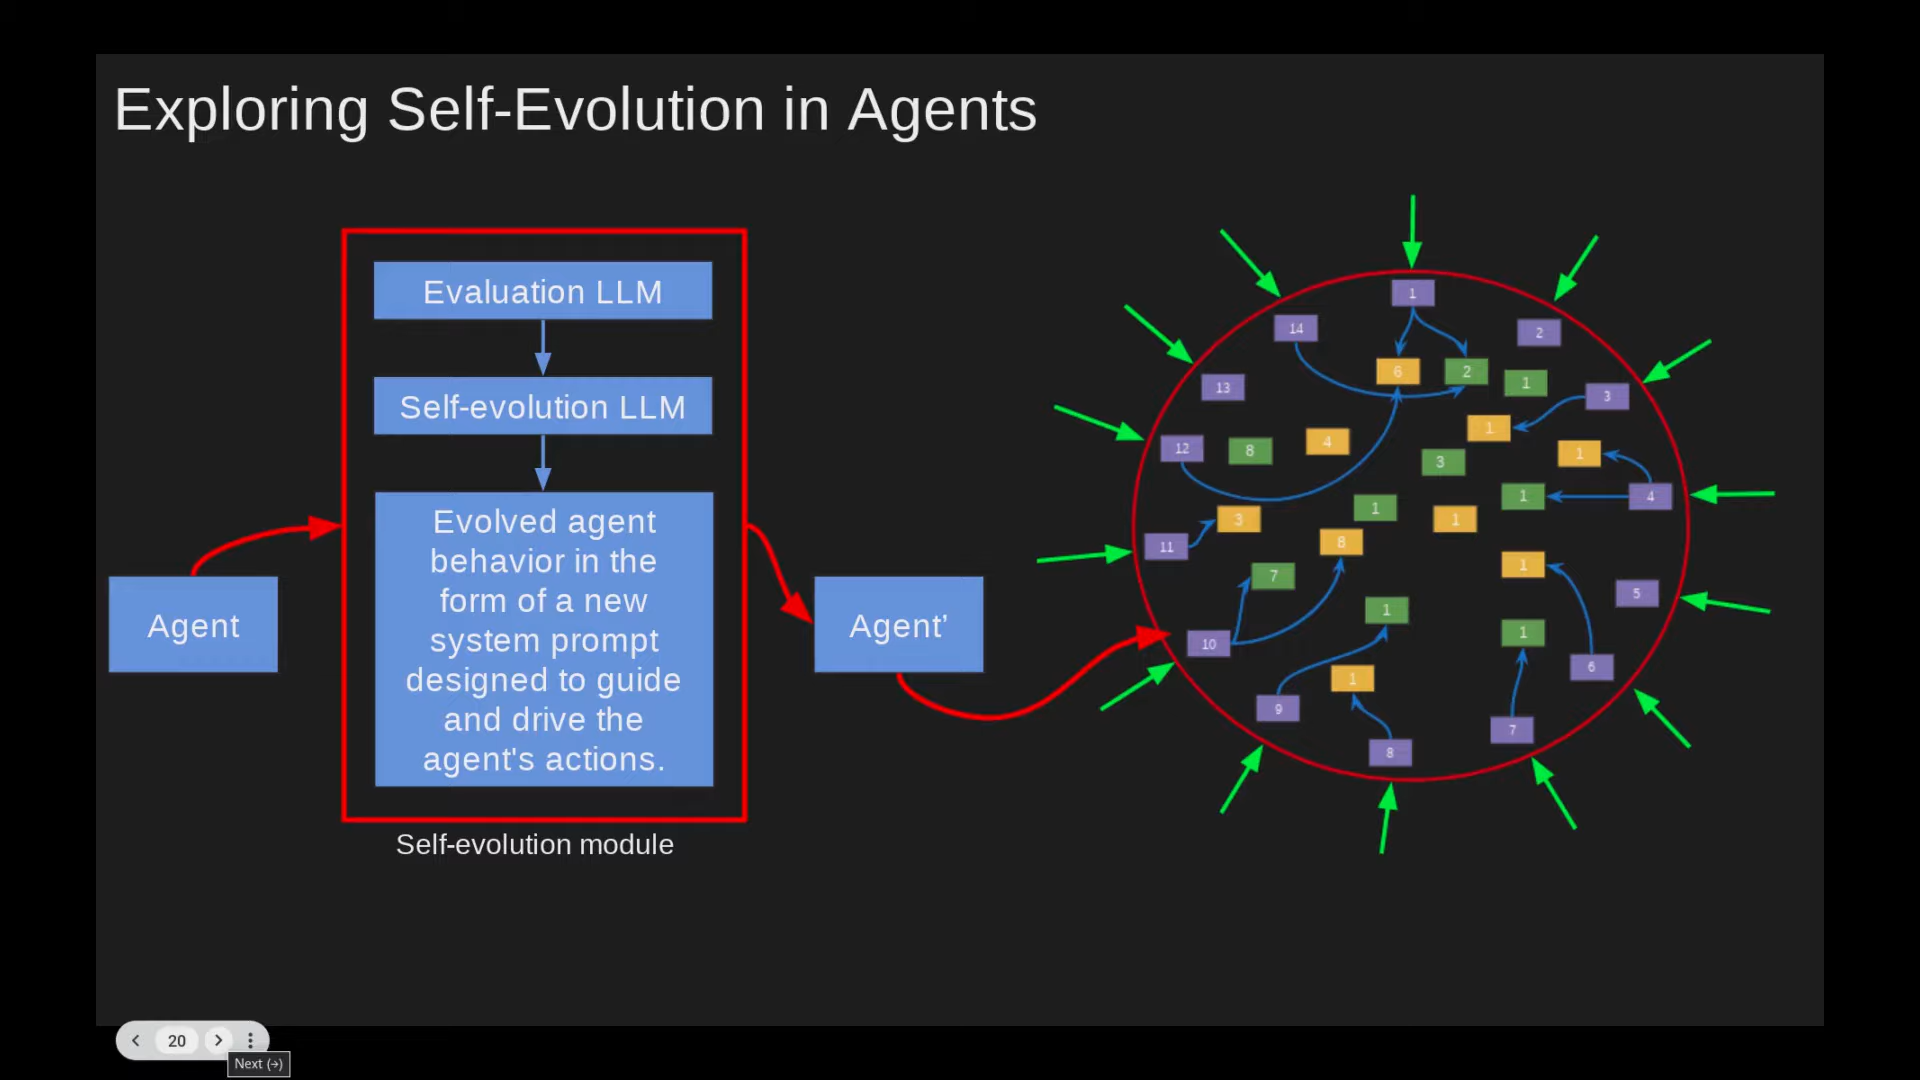 Exploring Self-Evolution in Agents
Evaluation LLM
Self-evolution LLM
Evolved agent
behavior in the
form of a new
system prompt
designed to guide
and drive the
agent's actions.
Self-evolution module
Agent
Agent’
1
14
2
6
2
1
13
3
1
12
8
4
3
1
1
4
3
1
1
11
8
7
1
5
1
1
10
6
1
9
7
8
20
Next (→)